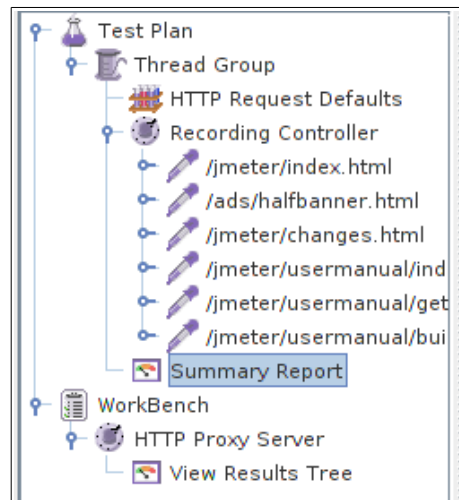 Test Plan
Thread Group
HTTP Request Defaults
Recording Controller
/jmeter/index.html
/ads/halfbanner.html
/jmeter/changes.html
/jmeter/usermanual/ind
/jmeter/usermanual/get
/jmeter/usermanual/bui
Summary Report
WorkBench
HTTP Proxy Server
View Results Tree